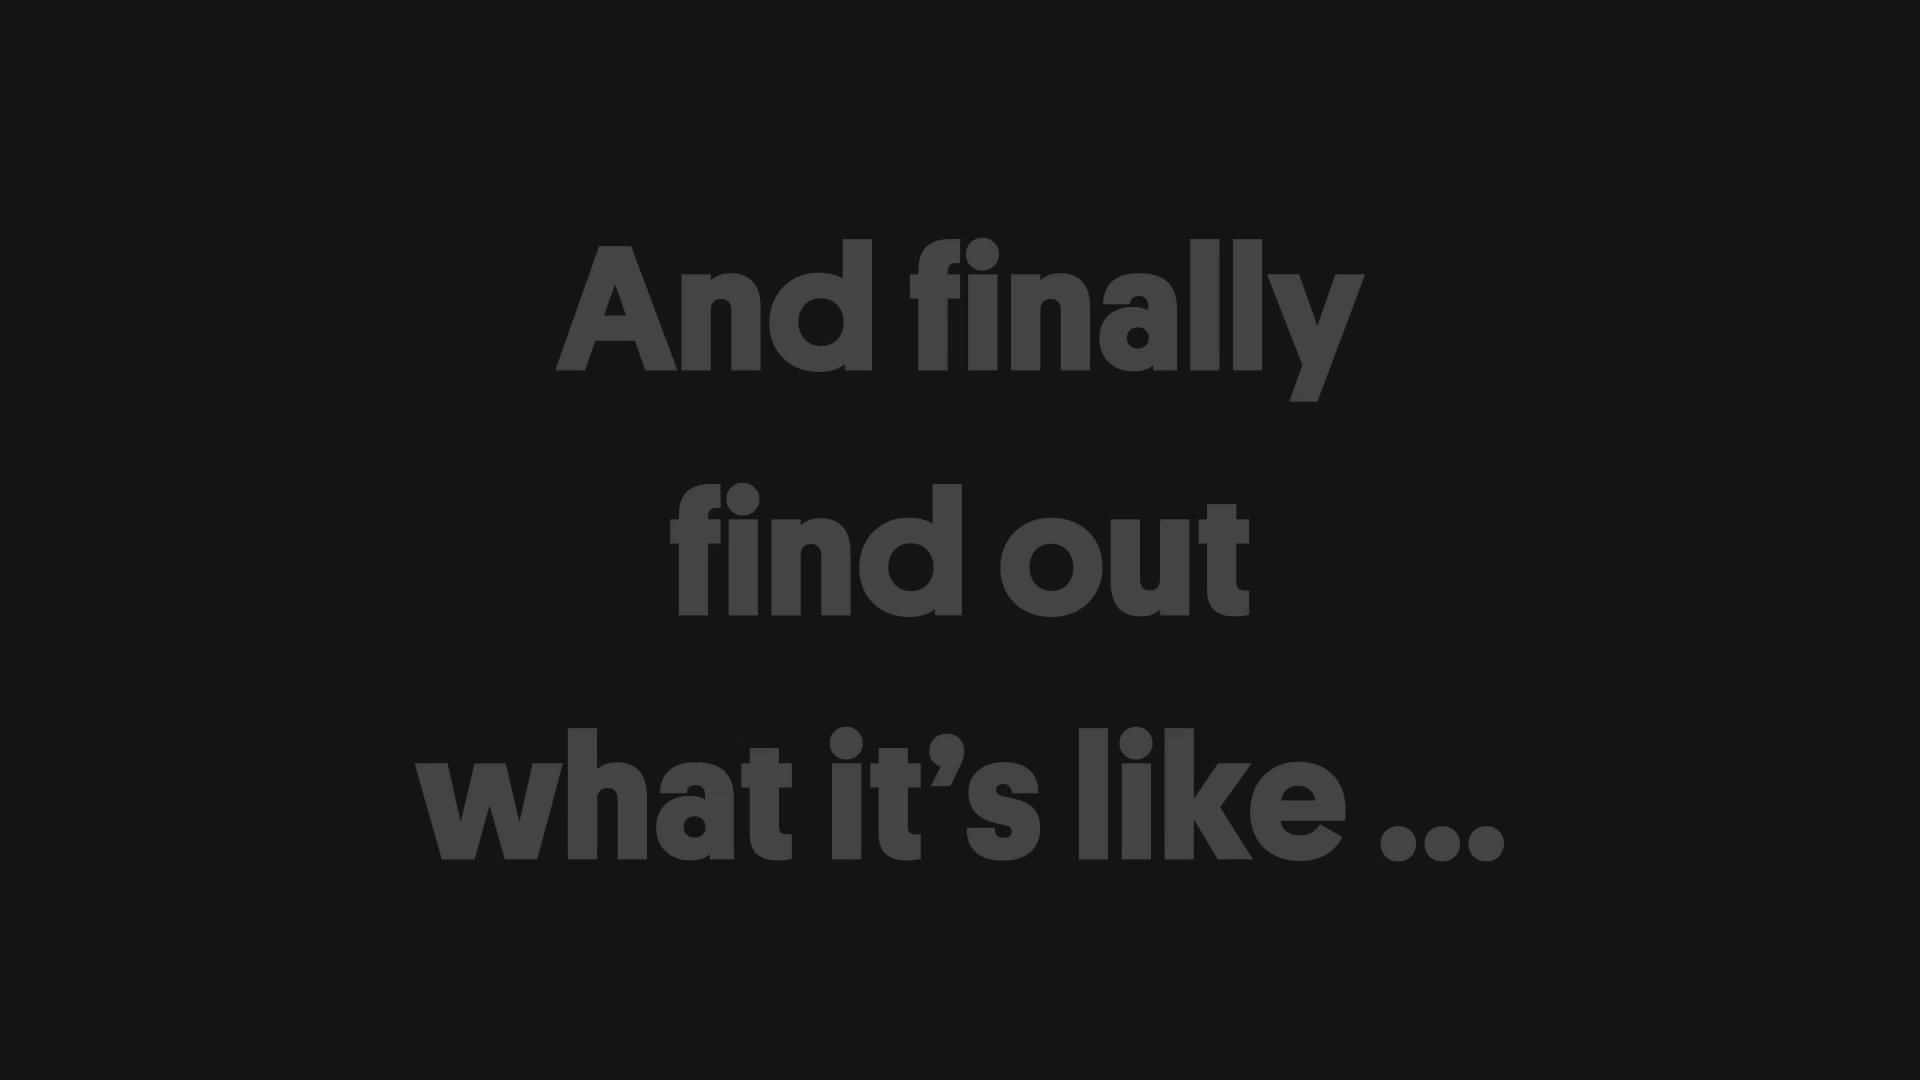 And finally
find out
what it’s like ...